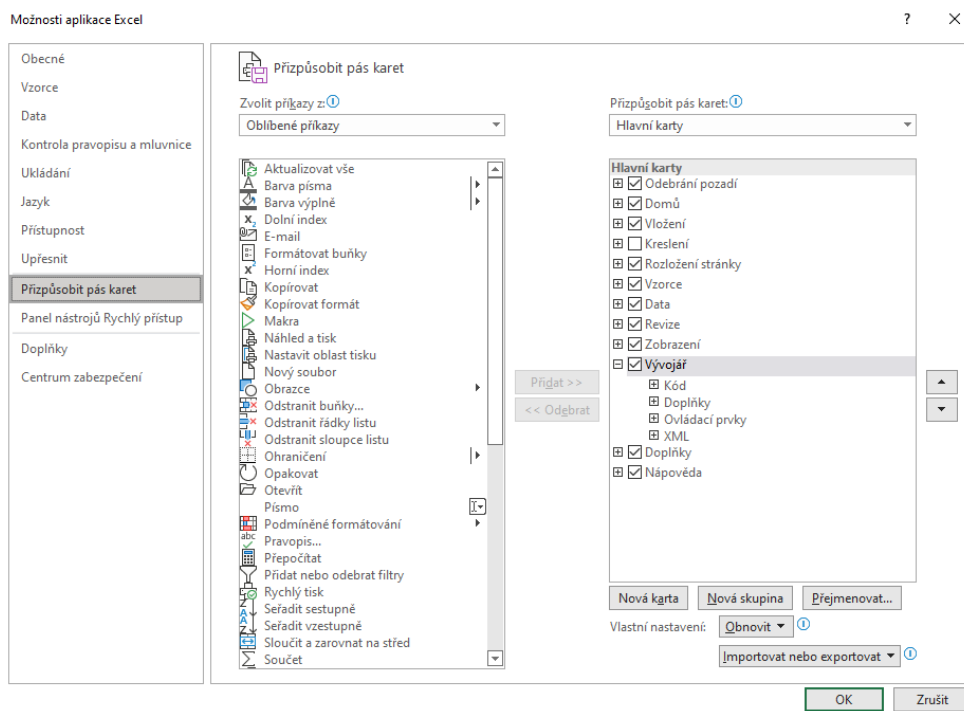 Možnosti aplikace Excel
?
Obecné
Vzorce
Data
Kontrola pravopisu a mluvnice
Ukládání
Jazyk
Přístupnost
Upřesnit
Přizpůsobit pás karet
Panel nástrojů Rychlý přístup
Doplňky
Centrum zabezpečení
Přizpůsobit pás karet
Zvolit příkazy z:
Oblíbené příkazy
Aktualizovat vše
Barva písma
Barva výplně
Dolní index
E-mail
Formátovat buňky
Horní index
Kopírovat
Kopírovat formát
Makra
Náhled a tisk
Nastavit oblast tisku
Nový soubor
Obrazce
Odstranit buňky...
Odstranit řádky listu
Odstranit sloupce listu
Ohraničení
Opakovat
Otevřít
Písmo
Podmíněné formátování
Pravopis...
Přepočítat
Přidat nebo odebrat filtry
Rychlý tisk
Seřadit sestupně
Seřadit vzestupně
Sloučit a zarovnat na střed
Součet
Přidat >>
<< Odebrat
Přizpůsobit pás karet:
Hlavní karty
Hlavní karty
Odebrání pozadí
Domů
Vložení
Kreslení
Rozložení stránky
Vzorce
Data
Revize
Zobrazení
Vývojář
Kód
Doplňky
Ovládací prvky
XML
Doplňky
Nápověda
Nová karta
Nová skupina
Přejmenovat...
Vlastní nastavení:
Obnovit
Importovat nebo exportovat
OK
Zrušit